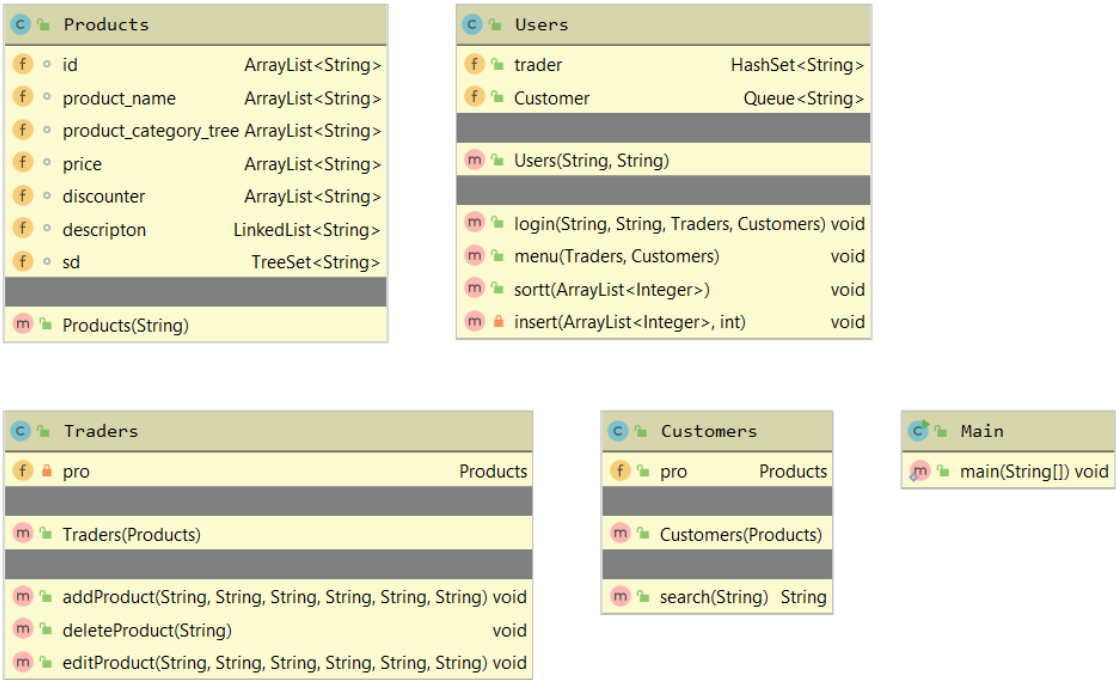 Products
id ArrayList<String>
product_name ArrayList<String>
product_category_tree ArrayList<String>
price ArrayList<String>
discounter ArrayList<String>
descripton LinkedList<String>
sd TreeSet<String>
Products(String)
Users
trader HashSet<String>
Customer Queue<String>
Users(String, String)
login(String, String, Traders, Customers) void
menu(Traders, Customers) void
sortt(ArrayList<Integer>) void
insert(ArrayList<Integer>, int) void
Traders
pro Products
Traders(Products)
addProduct(String, String, String, String, String, String) void
deleteProduct(String) void
editProduct(String, String, String, String, String, String) void
Customers
pro Products
Customers(Products)
search(String) String
Main
main(String[]) void